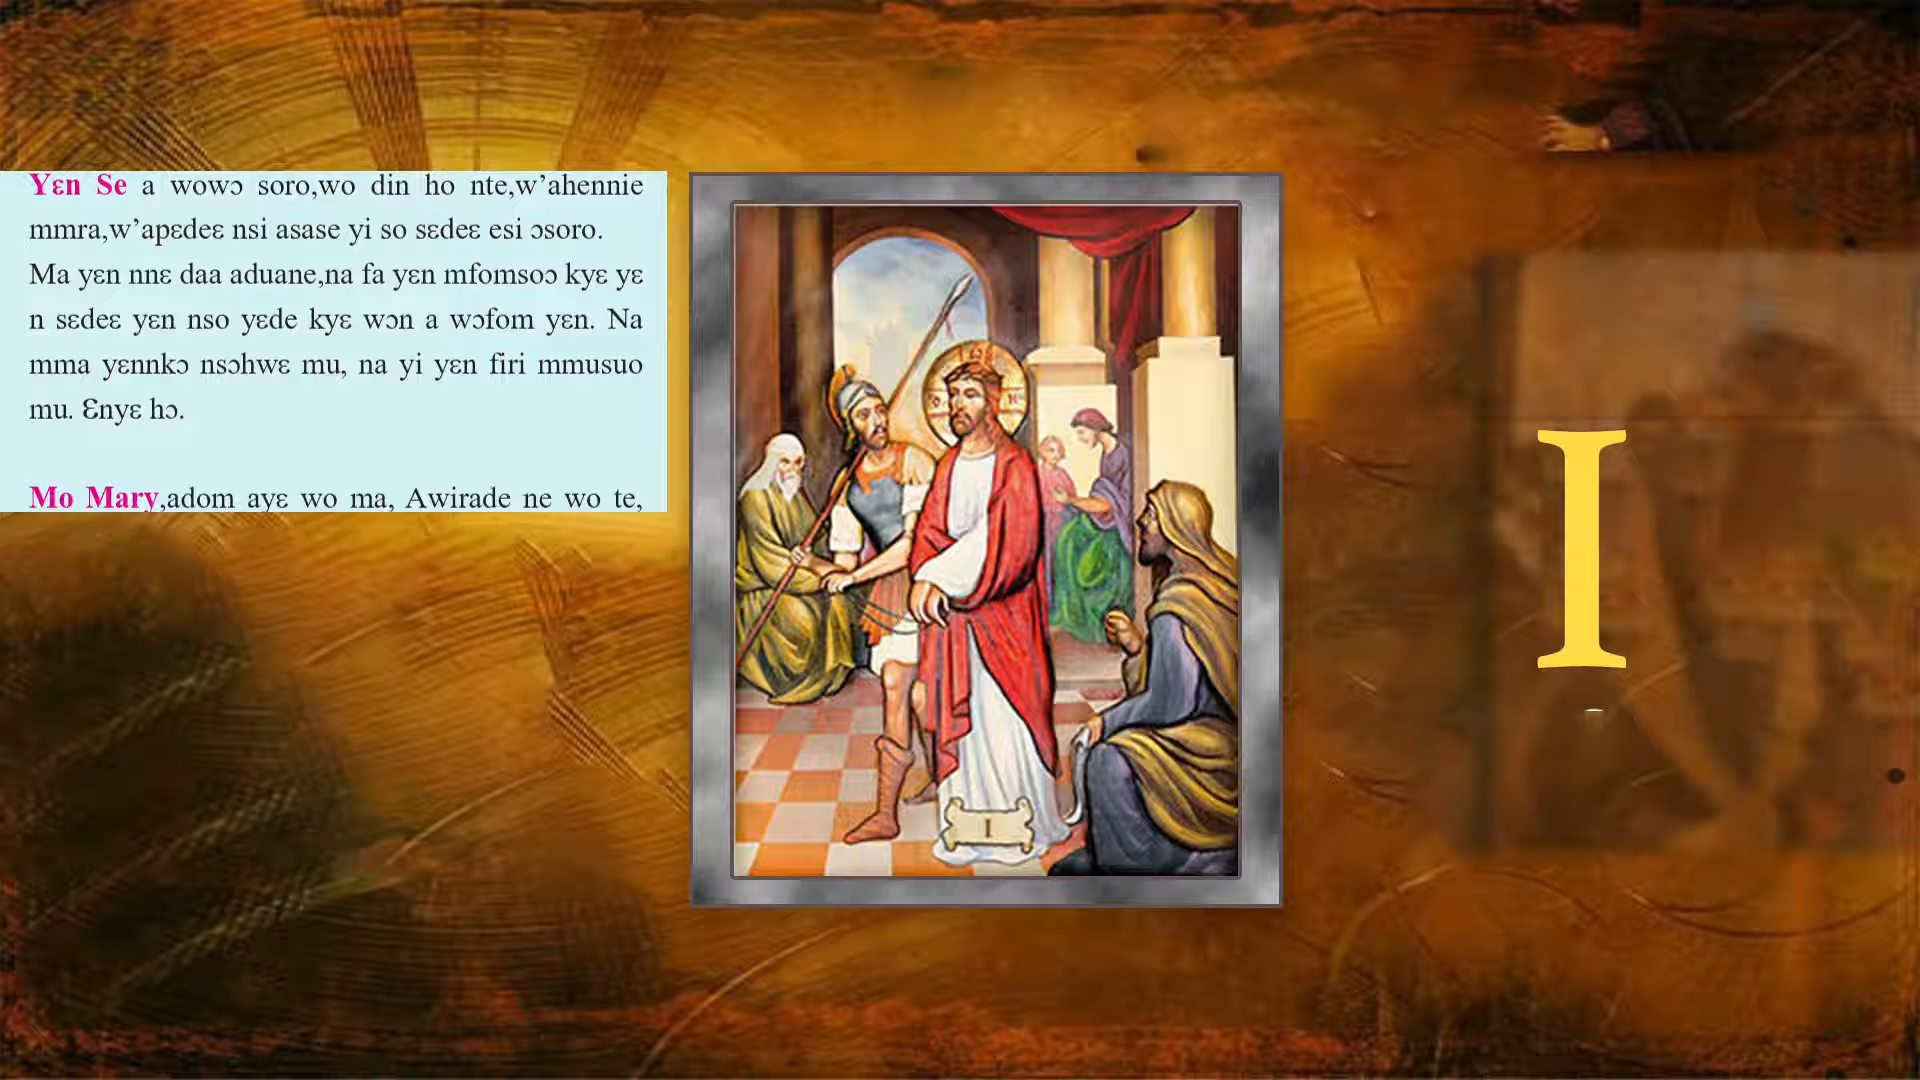 Yɛn Se a wowɔ soro,wo din ho nte,w’ahennie
mmra,w’apɛdeɛ nsi asase yi so sɛdeɛ esi ɔsoro.
Ma yɛn nnɛ daa aduane,na fa yɛn mfomsoɔ kyɛ yɛ
n sɛdeɛ yɛn nso yɛde kyɛ wɔn a wɔfom yɛn. Na
mma yɛnnkɔ nsɔhwɛ mu, na yi yɛn firi mmusuo
mu. Ɛnyɛ hɔ.
Mo Mary,adom ayɛ wo ma, Awirade ne wo te,
I
I